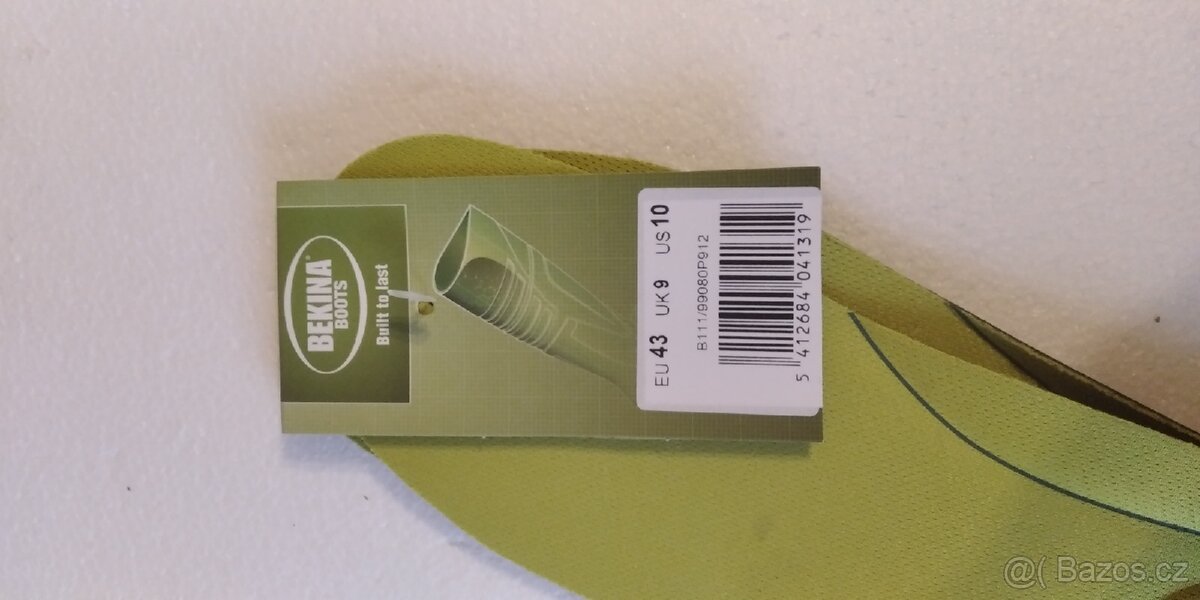 BEKINA®
BOOTS
Built to last
EU 43 UK 9 US 10
B111/99080P912
5 412684 041319
@( Bazos.cz